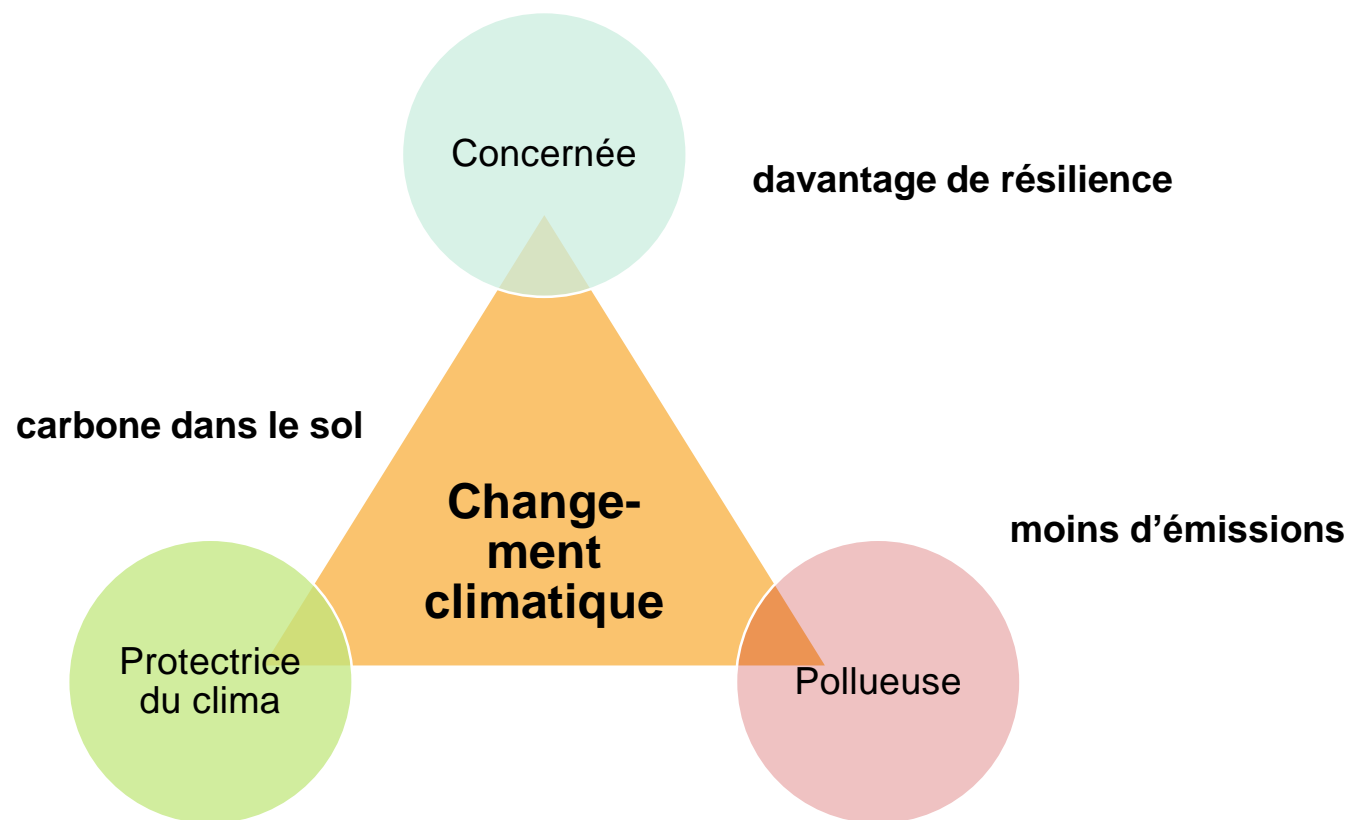 Concernée
davantage de résilience
carbone dans le sol
Change-
ment
climatique
moins d’émissions
Protectrice
du clima
Pollueuse